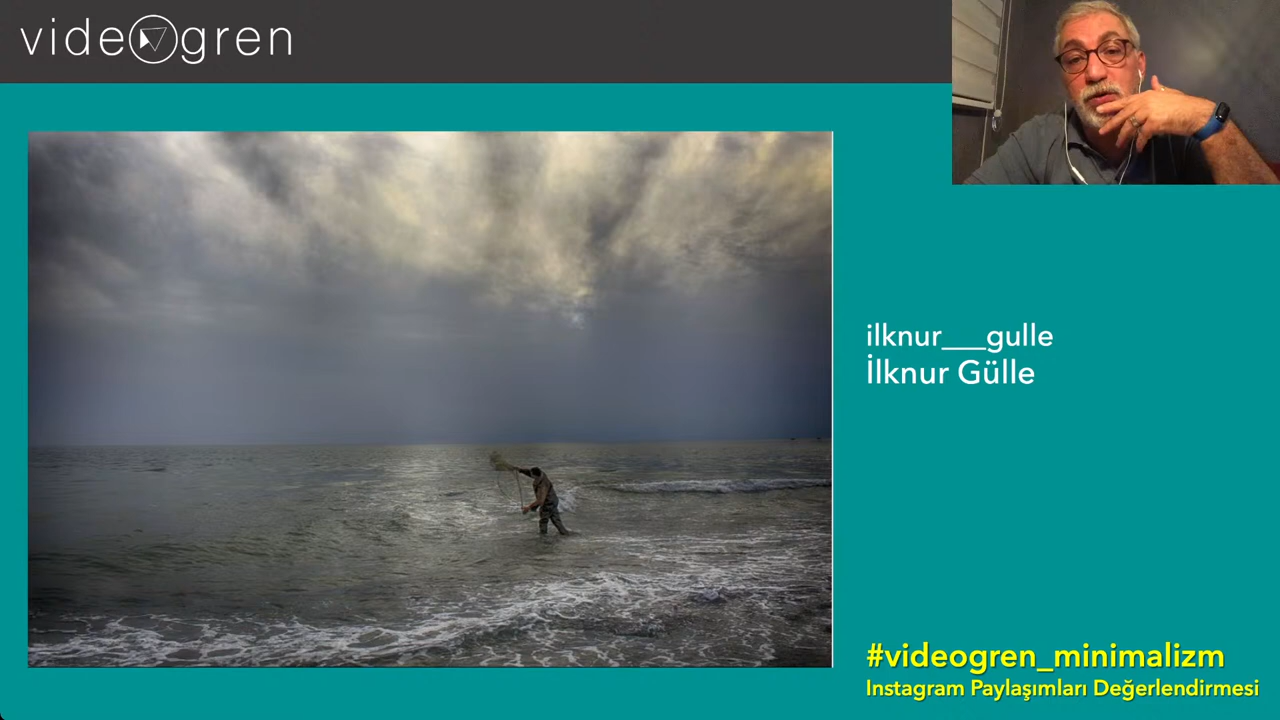 videogren
ilknur___gulle
İlknur Gülle
#videogren_minimalizm
Instagram Paylaşımları Değerlendirmesi